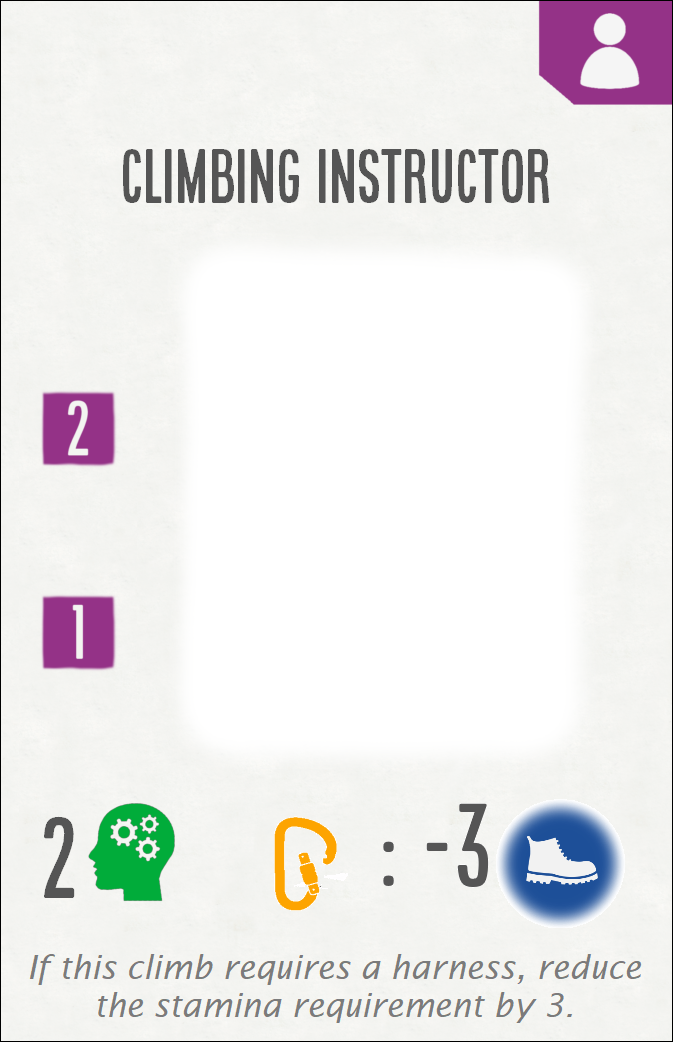 CLIMBING INSTRUCTOR
2
1
2 : -3
If this climb requires a harness, reduce
the stamina requirement by 3.